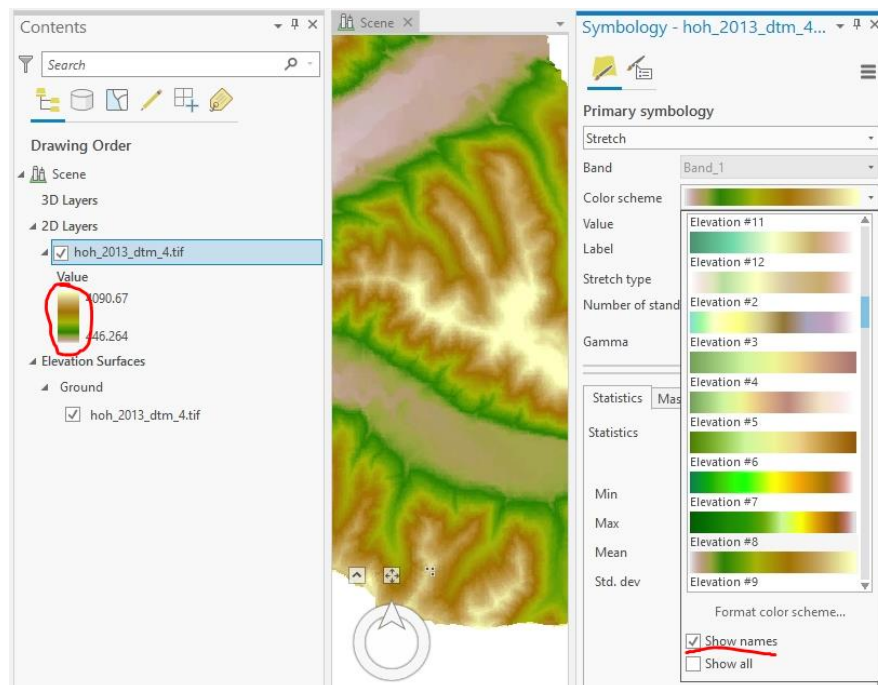 Contents
Search
Drawing Order
Scene
3D Layers
2D Layers
hoh_2013_dtm_4.tif
Value
4090.67
446.264
Elevation Surfaces
Ground
hoh_2013_dtm_4.tif
Scene
Symbology - hoh_2013_dtm_4...
Primary symbology
Stretch
Band
Band_1
Color scheme
Value
Label
Stretch type
Number of stand
Gamma
Statistics
Mas
Statistics
Min
Max
Mean
Std. dev
Elevation #11
Elevation #12
Elevation #2
Elevation #3
Elevation #4
Elevation #5
Elevation #6
Elevation #7
Elevation #8
Elevation #9
Format color scheme...
Show names
Show all